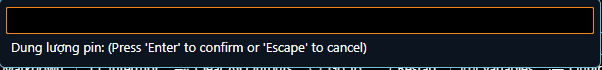 Dung lượng pin: (Press 'Enter' to confirm or 'Escape' to cancel)